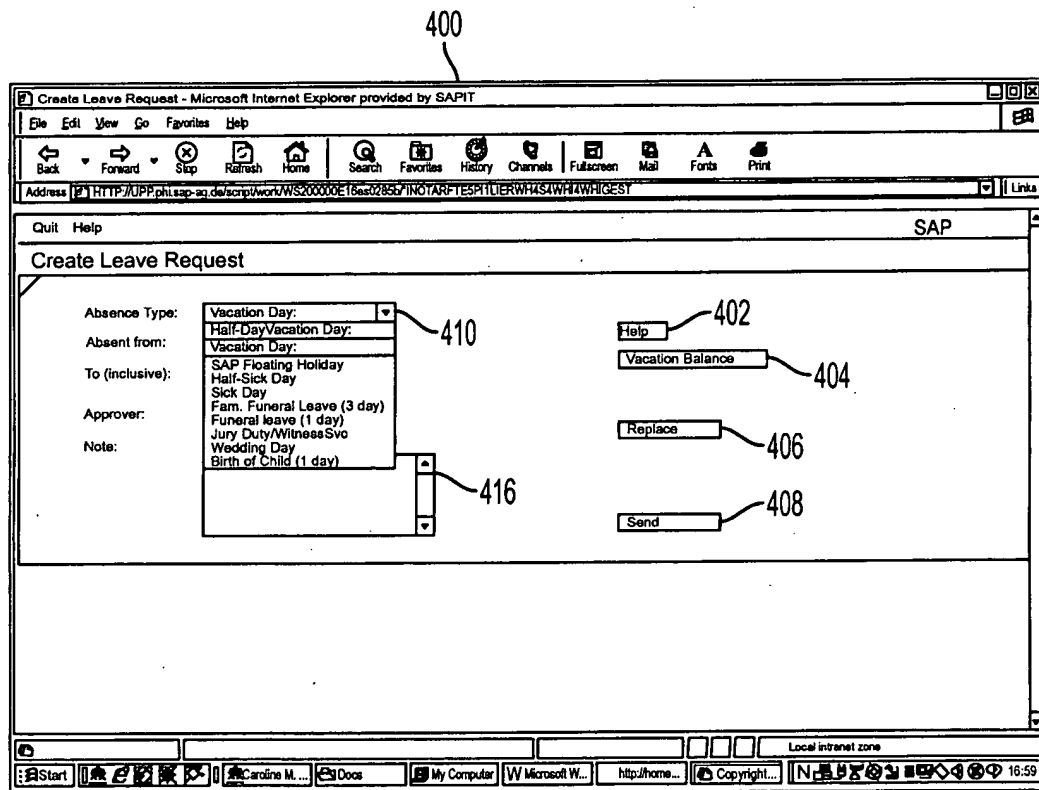 400
Create Leave Request - Microsoft Internet Explorer provided by SAPIT
File Edit View Go Favorites Help
Back Forward Stop Refresh Home Search Favorites History Channels Fullscreen Mail Fonts Print
Address Links
Quit Help SAP
Create Leave Request
Absence Type: Vacation Day: 410
Half-DayVacation Day: Help 402
Absent from: Vacation Day: Vacation Balance 404
SAP Floating Holiday
To (inclusive): Half-Sick Day
Sick Day
Fam. Funeral Leave (3 day)
Approver: Funeral leave (1 day)
Jury Duty/WitnessSvc Replace 406
Note: Wedding Day
Birth of Child (1 day)
416
Send 408
Local intranet zone
Start Caroline M. ... Docs My Computer W Microsoft W... http://home... Copyright... N 16:59